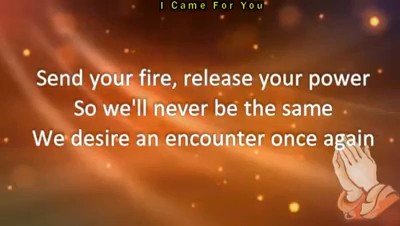 I Came For You
Send your fire, release your power
So we'll never be the same
We desire an encounter once again